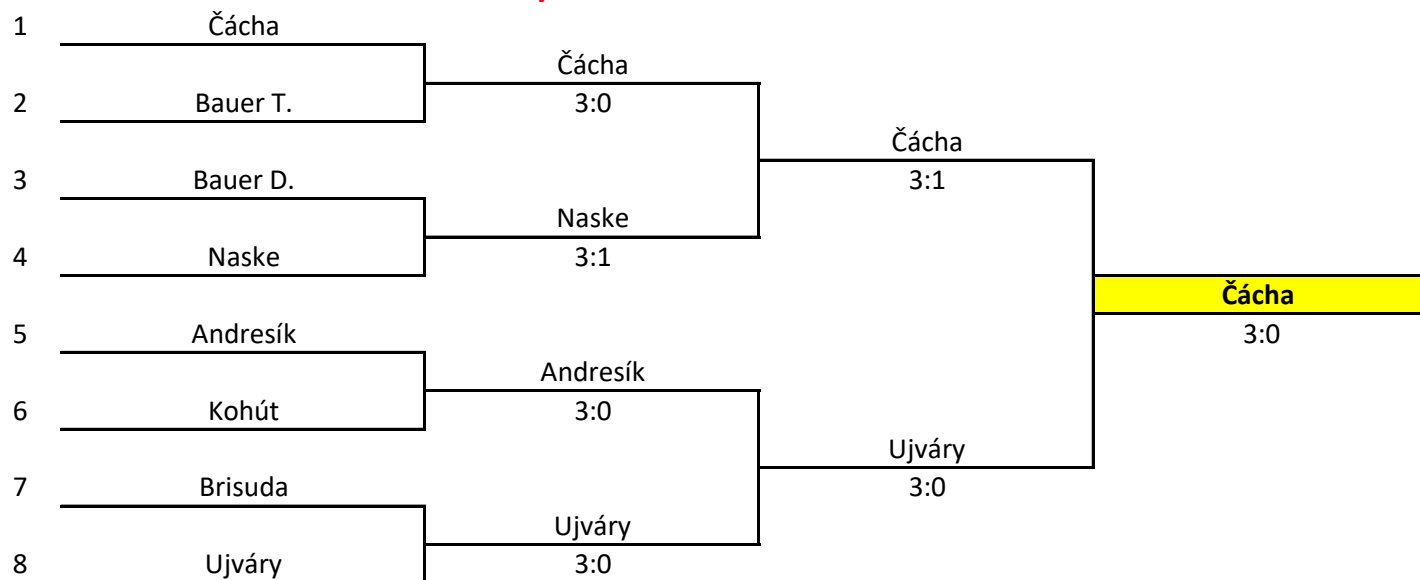 1 Čácha
Čácha
2 Bauer T. 3:0
Čácha
3 Bauer D. 3:1
Naske
4 Naske 3:1
Čácha
5 Andresík 3:0
Andresík
6 Kohút 3:0
Ujváry
7 Brisuda 3:0
Ujváry
8 Ujváry 3:0